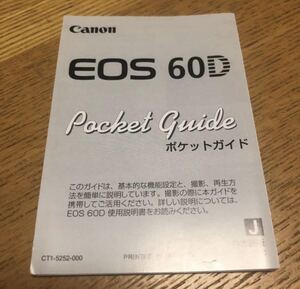 Canon
EOS 60D
Pocket Guide
ポケットガイド
このガイドは、基本的な機能設定と、撮影、再生方
法を簡単に説明しています。撮影の際に本ガイドを
携帯してご活用ください。詳しい説明については、
EOS 60D 使用説明書をお読みください。
J
CT1-5252-000